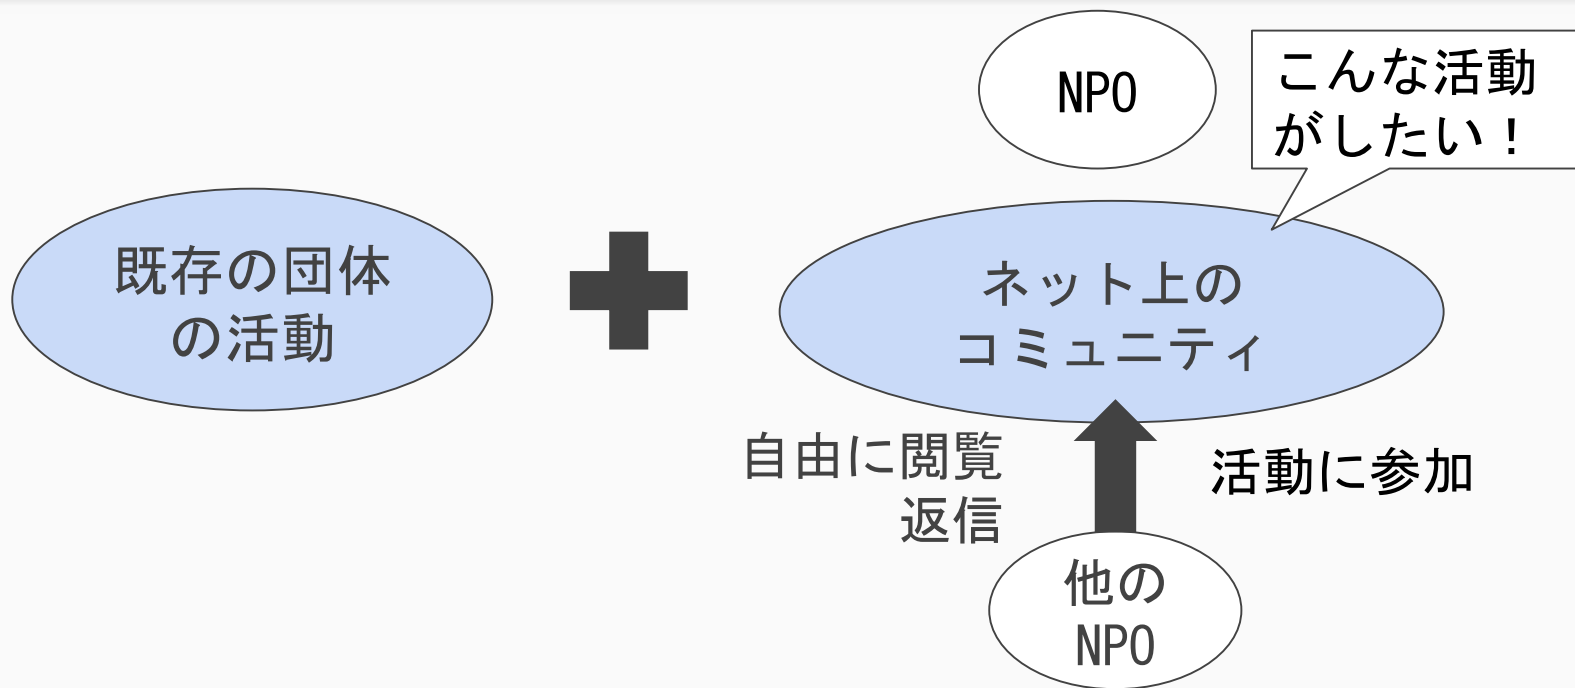 NPO
こんな活動
がしたい！
既存の団体
の活動
ネット上の
コミュニティ
自由に閲覧
返信
活動に参加
他の
NPO